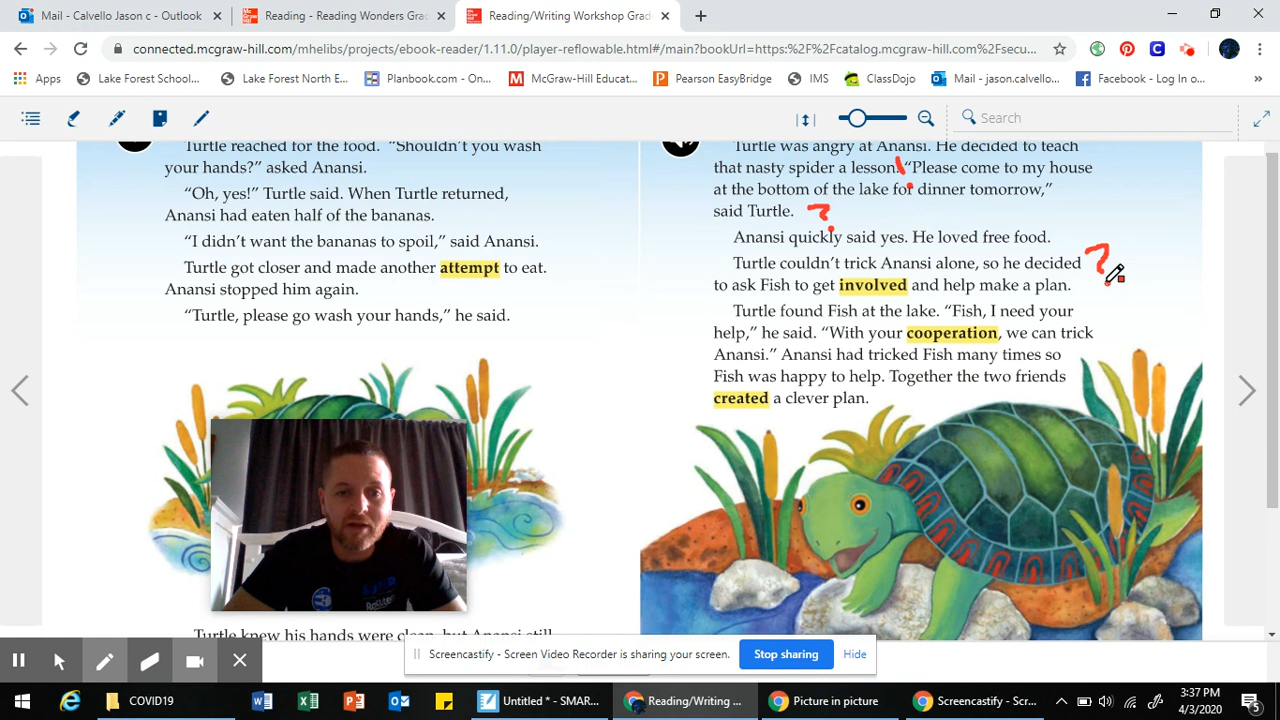 Mail - Calvello Jason c - Outlook
Reading - Reading Wonders Gra
Reading/Writing Workshop Grad
connected.mcgraw-hill.com/mhelibs/projects/ebook-reader/1.11.0/player-reflowable.html#/main?bookUrl=https:%2F%2Fcatalog.mcgraw-hill.com%2Fsecu...
Apps
Lake Forest School...
Lake Forest North E...
Planbook.com - On...
McGraw-Hill Educat...
Pearson EasyBridge
IMS
ClassDojo
Mail - jason.calvello...
Facebook - Log In o...
»
Search
Turtle reached for the food. “Shouldn’t you wash
your hands?” asked Anansi.
“Oh, yes!” Turtle said. When Turtle returned,
Anansi had eaten half of the bananas.
“I didn’t want the bananas to spoil,” said Anansi.
Turtle got closer and made another attempt to eat.
Anansi stopped him again.
“Turtle, please go wash your hands,” he said.
Turtle knew his hands were clean, but Anansi still
Turtle was angry at Anansi. He decided to teach
that nasty spider a lesson. “Please come to my house
at the bottom of the lake for dinner tomorrow,”
said Turtle. ?
Anansi quickly said yes. He loved free food.
Turtle couldn’t trick Anansi alone, so he decided ?
to ask Fish to get involved and help make a plan.
Turtle found Fish at the lake. “Fish, I need your
help,” he said. “With your cooperation, we can trick
Anansi.” Anansi had tricked Fish many times so
Fish was happy to help. Together the two friends
created a clever plan.
Screencastify - Screen Video Recorder is sharing your screen.
Stop sharing
Hide
COVID19
Untitled * - SMAR...
Reading/Writing ...
Picture in picture
Screencastify - Scr...
3:37 PM
4/3/2020
5